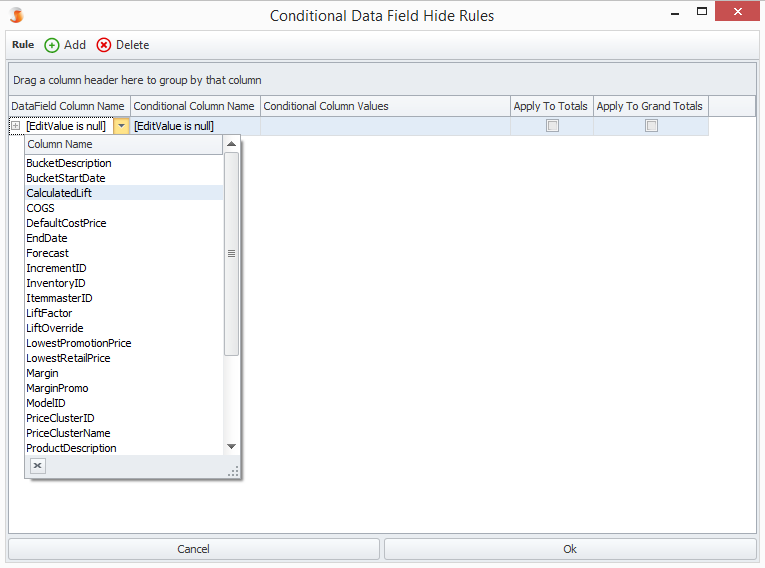 Conditional Data Field Hide Rules
Rule Add Delete
Drag a column header here to group by that column
DataField Column Name Conditional Column Name Conditional Column Values Apply To Totals Apply To Grand Totals
[EditValue is null] [EditValue is null]
Column Name
BucketDescription
BucketStartDate
CalculatedLift
COGS
DefaultCostPrice
EndDate
Forecast
IncrementID
InventoryID
ItemmasterID
LiftFactor
LiftOverride
LowestPromotionPrice
LowestRetailPrice
Margin
MarginPromo
ModelID
PriceClusterID
PriceClusterName
ProductDescription
Cancel Ok